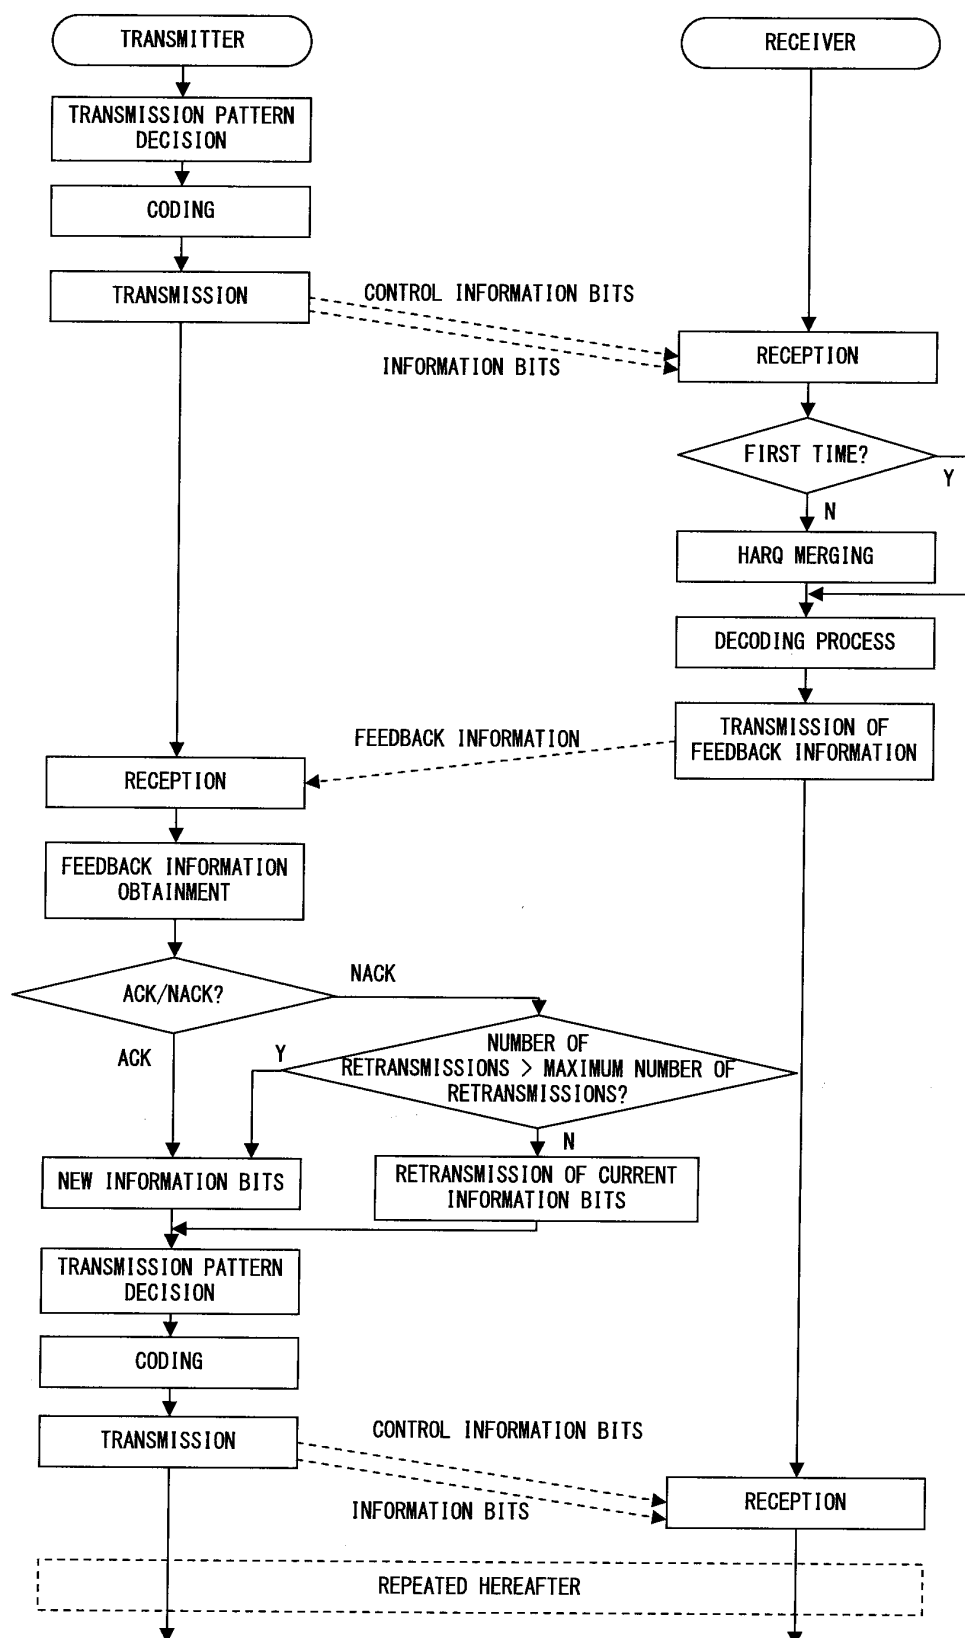 TRANSMITTER
RECEIVER
TRANSMISSION PATTERN
DECISION
CODING
TRANSMISSION
CONTROL INFORMATION BITS
INFORMATION BITS
RECEPTION
FIRST TIME?
Y
N
HARQ MERGING
DECODING PROCESS
TRANSMISSION OF
FEEDBACK INFORMATION
FEEDBACK INFORMATION
RECEPTION
FEEDBACK INFORMATION
OBTAINMENT
ACK/NACK?
NACK
ACK
Y
NUMBER OF
RETRANSMISSIONS > MAXIMUM NUMBER OF
RETRANSMISSIONS?
N
NEW INFORMATION BITS
RETRANSMISSION OF CURRENT
INFORMATION BITS
TRANSMISSION PATTERN
DECISION
CODING
TRANSMISSION
CONTROL INFORMATION BITS
INFORMATION BITS
RECEPTION
REPEATED HEREAFTER